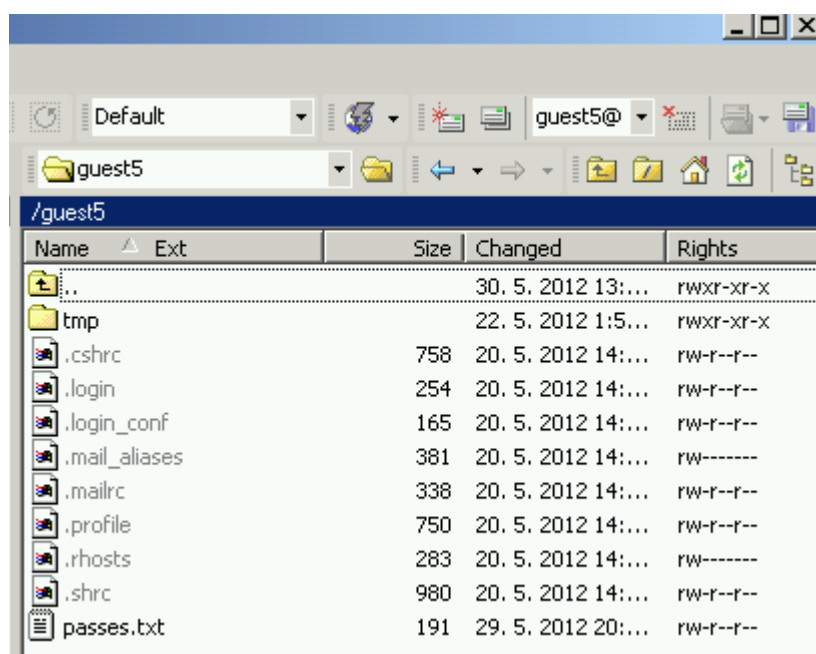 Default guest5@
guest5
/guest5
Name Ext Size Changed Rights
.. 30. 5. 2012 13:... rwxr-xr-x
tmp 22. 5. 2012 1:5... rwxr-xr-x
.cshrc 758 20. 5. 2012 14:... rw-r--r--
.login 254 20. 5. 2012 14:... rw-r--r--
.login_conf 165 20. 5. 2012 14:... rw-r--r--
.mail_aliases 381 20. 5. 2012 14:... rw-------
.mailrc 338 20. 5. 2012 14:... rw-r--r--
.profile 750 20. 5. 2012 14:... rw-r--r--
.rhosts 283 20. 5. 2012 14:... rw-------
.shrc 980 20. 5. 2012 14:... rw-r--r--
passes.txt 191 29. 5. 2012 20:... rw-r--r--